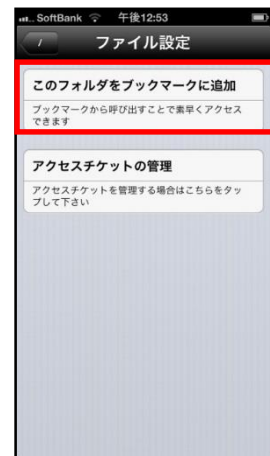 SoftBank 午後12:53
/ ファイル設定
このフォルダをブックマークに追加
ブックマークから呼び出すことで素早くアクセス
できます
アクセスチケットの管理
アクセスチケットを管理する場合はこちらをタッ
プして下さい